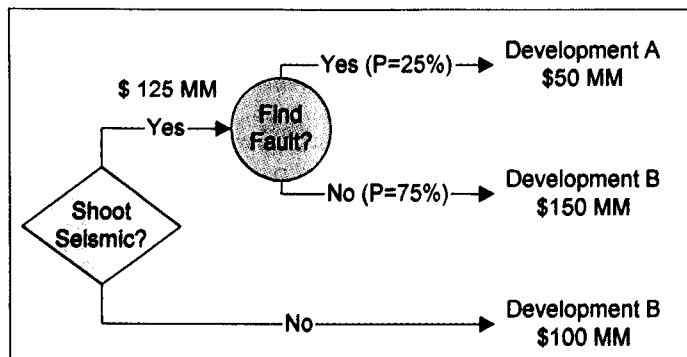 Yes (P=25%)
Development A
$50 MM
$ 125 MM
Yes
Find
Fault?
No (P=75%)
Development B
$150 MM
Shoot
Seismic?
No
Development B
$100 MM